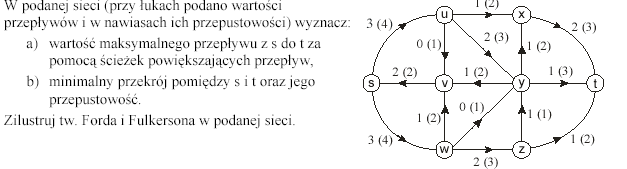 W podanej sieci (przy łukach podano wartości
przepływów i w nawiasach ich przepustowości) wyznacz:
a) wartość maksymalnego przepływu z s do t za
pomocą ścieżek powiększających przepływ,
b) minimalny przekrój pomiędzy s i t oraz jego
przepustowość.
Zilustruj tw. Forda i Fulkersona w podanej sieci.
1 (2)
u
x
3 (4)
2 (3)
2 (3)
0 (1)
1 (2)
2 (2)
1 (2)
1 (3)
s
v
y
t
0 (1)
1 (2)
1 (1)
3 (4)
1 (2)
w
z
2 (3)